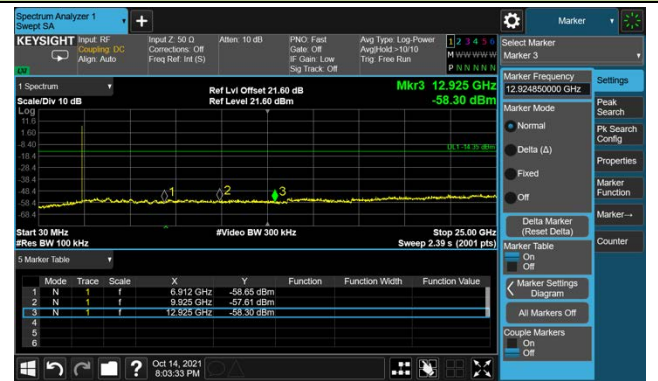 Spectrum Analyzer 1
Swept SA
Marker
KEYSIGHT
Input: RF
Coupling: DC
Align: Auto
Input Z: 50 Ω
Corrections: Off
Freq Ref: Int (S)
Atten: 10 dB
PNO: Fast
Gate: Off
IF Gain: Low
Sig Track: Off
Avg Type: Log-Power
Avg|Hold:>10/10
Trig: Free Run
1 2 3 4 5 6
M W W W W W
P N N N N N
Select Marker
Marker 3
1 Spectrum
Scale/Div 10 dB
Log
Ref Lvl Offset 21.60 dB
Ref Level 21.60 dBm
Mkr3 12.925 GHz
-58.30 dBm
11.6
1.60
-8.40
-18.4
-28.4
-38.4
-48.4
-58.4
-68.4
UL1 -14.35 dBm
1
2
3
Start 30 MHz
#Res BW 100 kHz
#Video BW 300 kHz
Stop 25.00 GHz
Sweep 2.39 s (2001 pts)
5 Marker Table
Mode Trace Scale X Y Function Function Width Function Value
1 N 1 f 6.912 GHz -58.65 dBm
2 N 1 f 9.925 GHz -57.61 dBm
3 N 1 f 12.925 GHz -58.30 dBm
4
5
6
Marker Frequency
12.924850000 GHz
Marker Mode
Normal
Delta (Δ)
Fixed
Off
Delta Marker
(Reset Delta)
Marker Table
On
Off
Marker Settings
Diagram
All Markers Off
Couple Markers
On
Off
Settings
Peak
Search
Pk Search
Config
Properties
Marker
Function
Marker→
Counter
?
Oct 14, 2021
8:03:33 PM